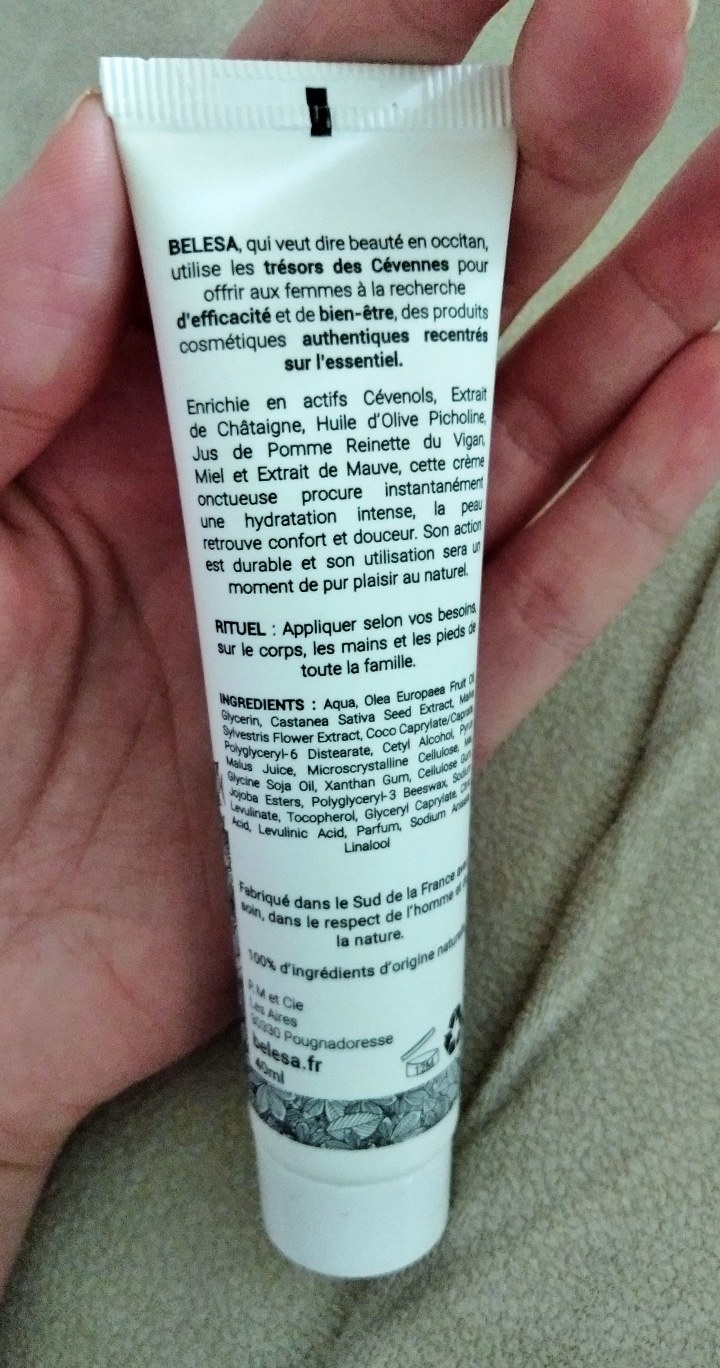 BELESA, qui veut dire beauté en occitan,
utilise les trésors des Cévennes pour
offrir aux femmes à la recherche
d'efficacité et de bien-être, des produits
cosmétiques authentiques recentrés
sur l'essentiel.
Enrichie en actifs Cévenols, Extrait
de Châtaigne, Huile d'Olive Picholine,
Jus de Pomme Reinette du Vigan,
Miel et Extrait de Mauve, cette crème
onctueuse procure instantanément
une hydratation intense, la peau
retrouve confort et douceur. Son action
est durable et son utilisation sera un
moment de pur plaisir au naturel.
RITUEL : Appliquer selon vos besoins,
sur le corps, les mains et les pieds de
toute la famille.
INGREDIENTS : Aqua, Olea Europaea Fruit
Glycerin, Castanea Sativa Seed Extract,
Sylvestris Flower Extract, Coco Caprylate/
Polyglyceryl-6 Distearate, Cetyl Alcohol,
Malus Juice, Microscrystalline Cellulose,
Glycine Soja Oil, Xanthan Gum, Cellulose
Jojoba Esters, Polyglyceryl-3 Beeswax,
Levulinate, Tocopherol, Glyceryl Caprylate,
Acid, Levulinic Acid, Parfum, Sodium
Linalool
Fabriqué dans le Sud de la France
soin, dans le respect de l'homme
la nature.
100% d'ingrédients d'origine
P.M et Cie
Les Aires
Pougnadoresse
belesa.fr
40ml
12M